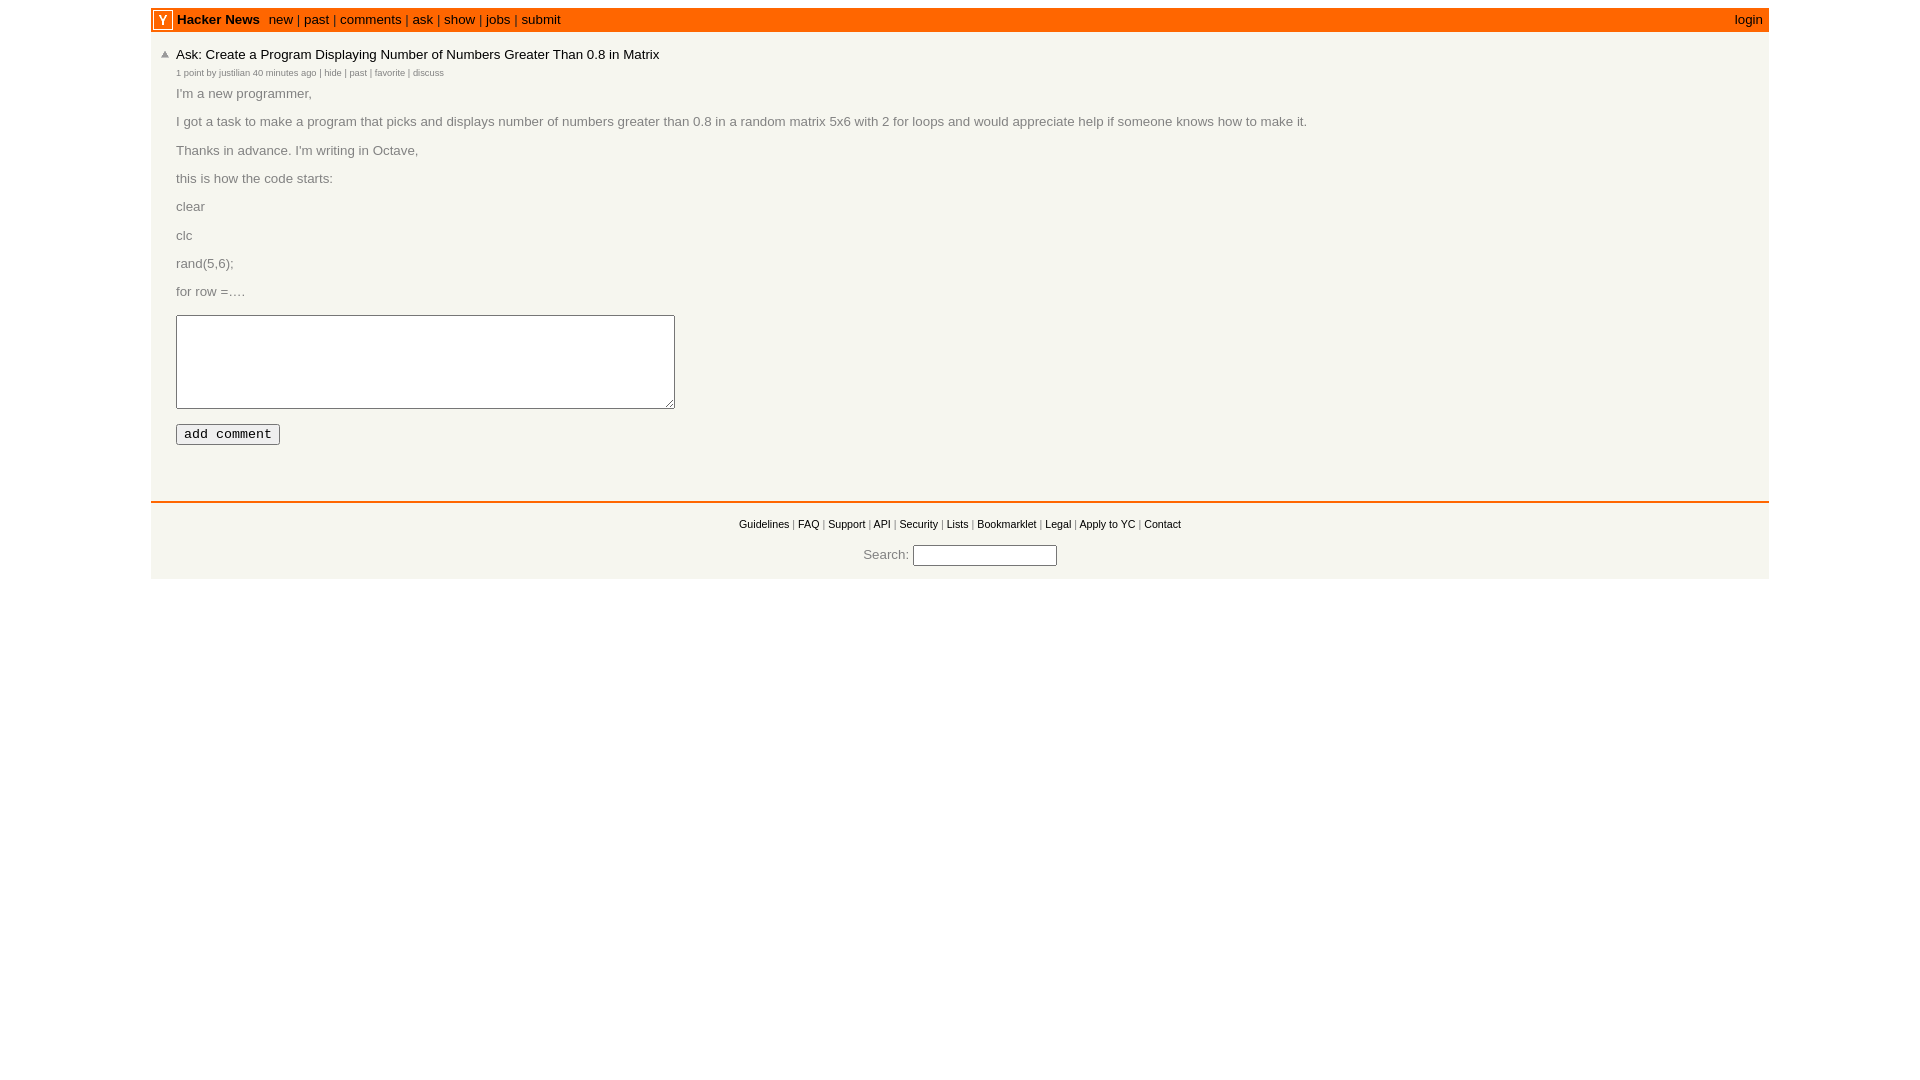 Y Hacker News new | past | comments | ask | show | jobs | submit login
Ask: Create a Program Displaying Number of Numbers Greater Than 0.8 in Matrix
1 point by justilian 40 minutes ago | hide | past | favorite | discuss
I'm a new programmer,
I got a task to make a program that picks and displays number of numbers greater than 0.8 in a random matrix 5x6 with 2 for loops and would appreciate help if someone knows how to make it.
Thanks in advance. I'm writing in Octave,
this is how the code starts:
clear
clc
rand(5,6);
for row =….
add comment
Guidelines | FAQ | Support | API | Security | Lists | Bookmarklet | Legal | Apply to YC | Contact
Search: